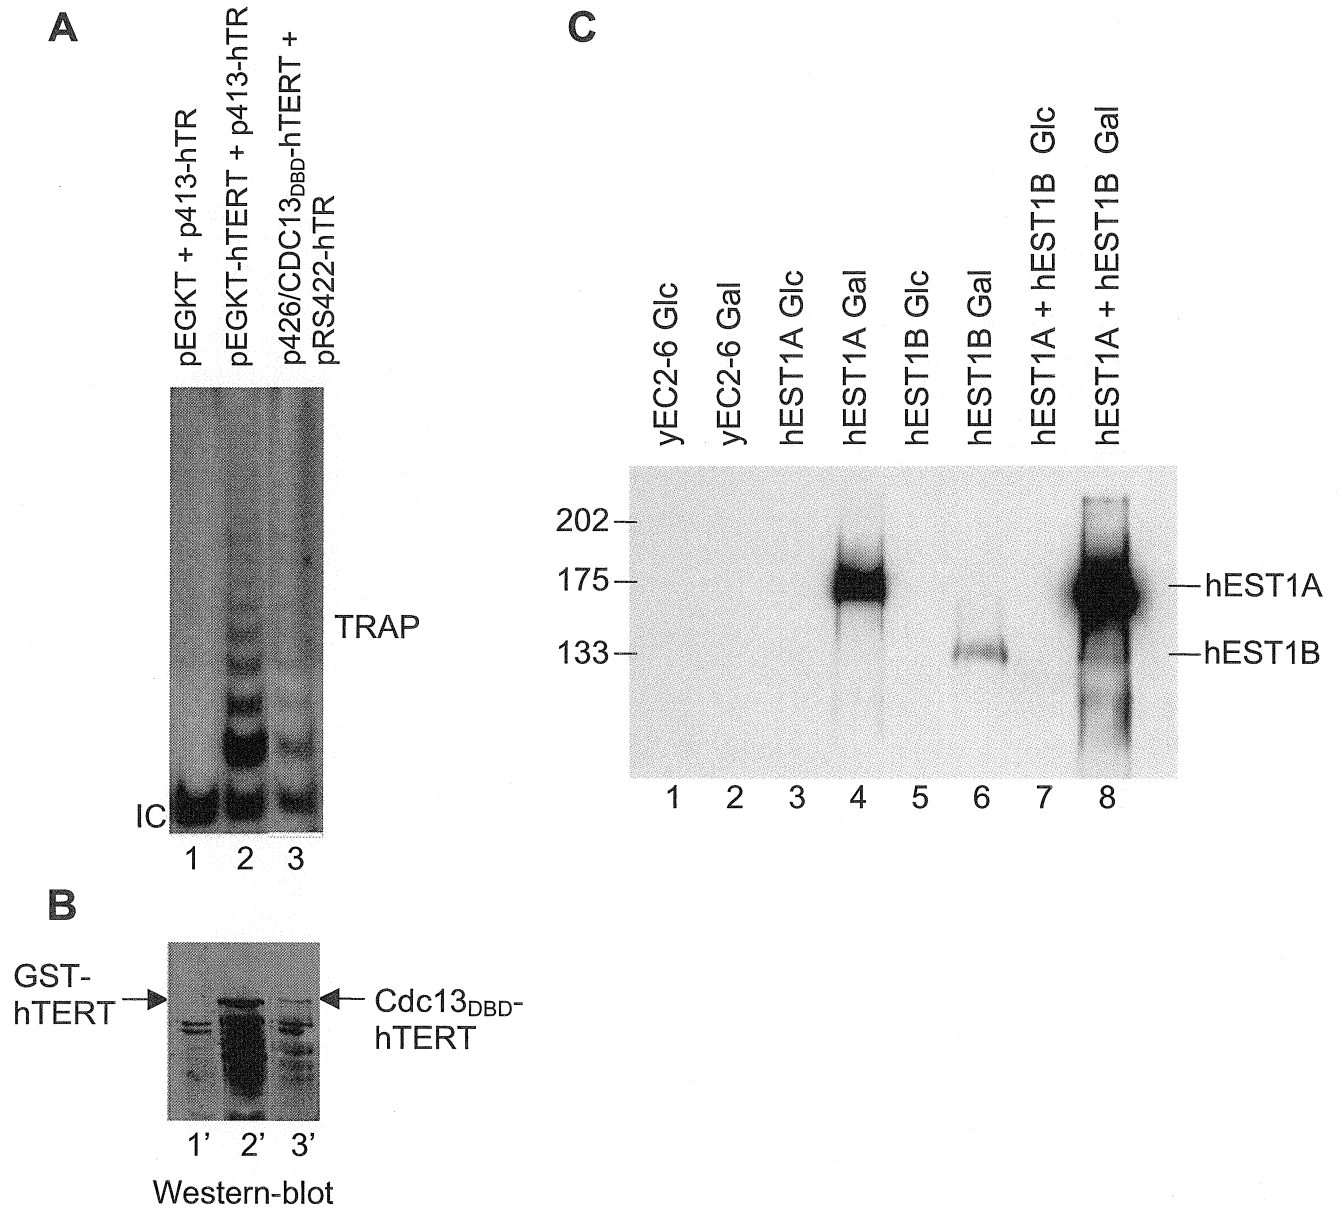 A
pEGKT + p413-hTR
pEGKT-hTERT + p413-hTR
p426/CDC13DBD-hTERT +
pRS422-hTR
TRAP
IC
1 2 3
B
GST-
hTERT
Cdc13DBD-
hTERT
1’ 2’ 3’
Western-blot
C
yEC2-6 Glc
yEC2-6 Gal
hEST1A Glc
hEST1A Gal
hEST1B Glc
hEST1B Gal
hEST1A + hEST1B Glc
hEST1A + hEST1B Gal
202
175
133
hEST1A
hEST1B
1 2 3 4 5 6 7 8